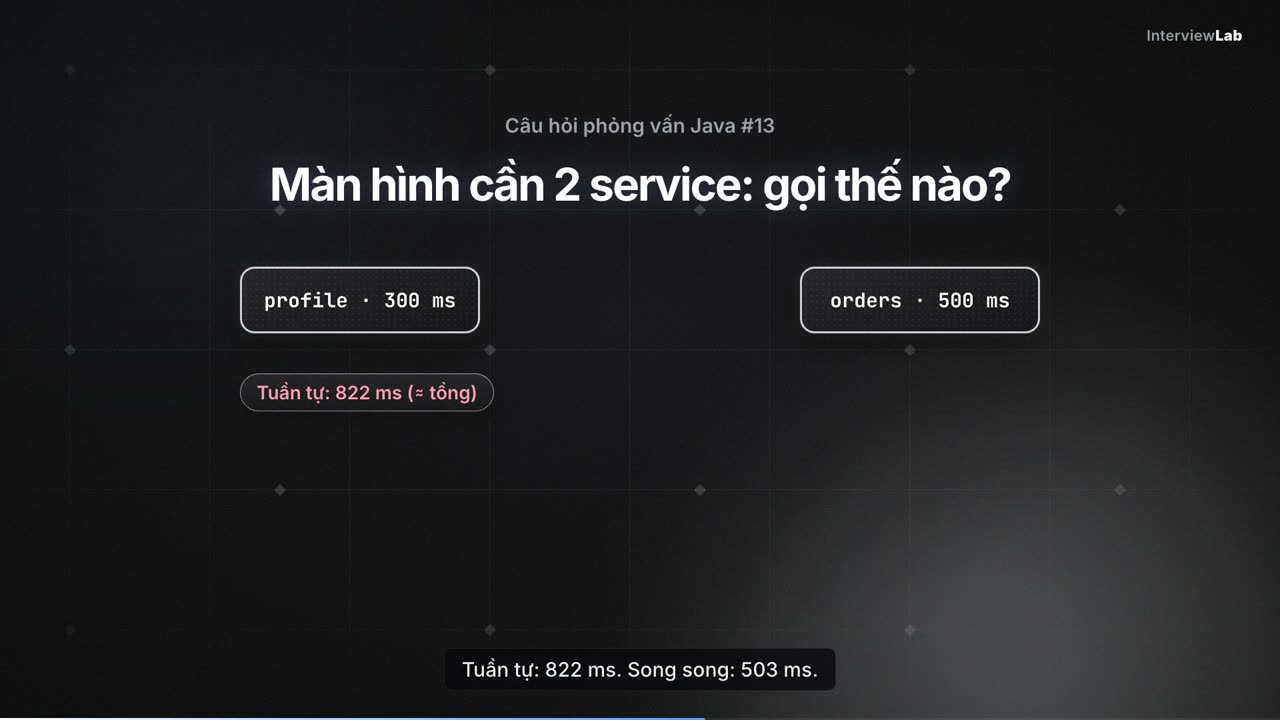 InterviewLab
Câu hỏi phỏng vấn Java #13
Màn hình cần 2 service: gọi thế nào?
profile · 300 ms
orders · 500 ms
Tuần tự: 822 ms (≈ tổng)
Tuần tự: 822 ms. Song song: 503 ms.